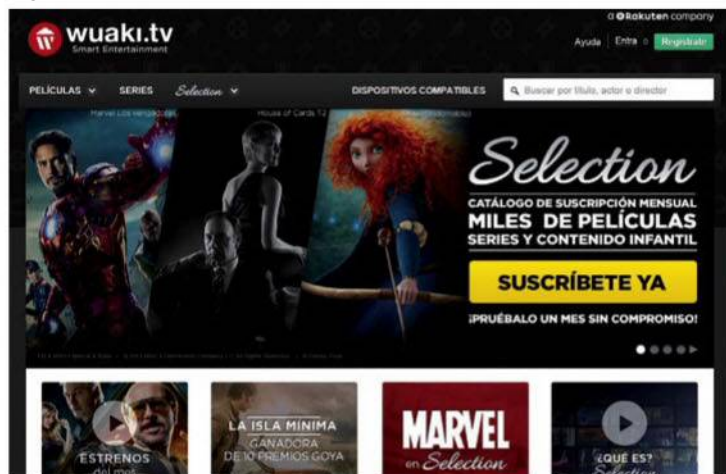 a Rakuten company
wuaki.tv
Smart Entertainment
Ayuda Entra o Regístrate
PELÍCULAS SERIES Selection DISPOSITIVOS COMPATIBLES Buscar por título, actor o director
Marvel Los Vengadores House of Cards T2
Selection
CATÁLOGO DE SUSCRIPCIÓN MENSUAL
MILES DE PELÍCULAS
SERIES Y CONTENIDO INFANTIL
SUSCRÍBETE YA
¡PRUÉBALO UN MES SIN COMPROMISO!
ESTRENOS
del mes
LA ISLA MÍNIMA
GANADORA
DE 10 PREMIOS GOYA
MARVEL
en Selection
¿QUÉ ES?
Selection